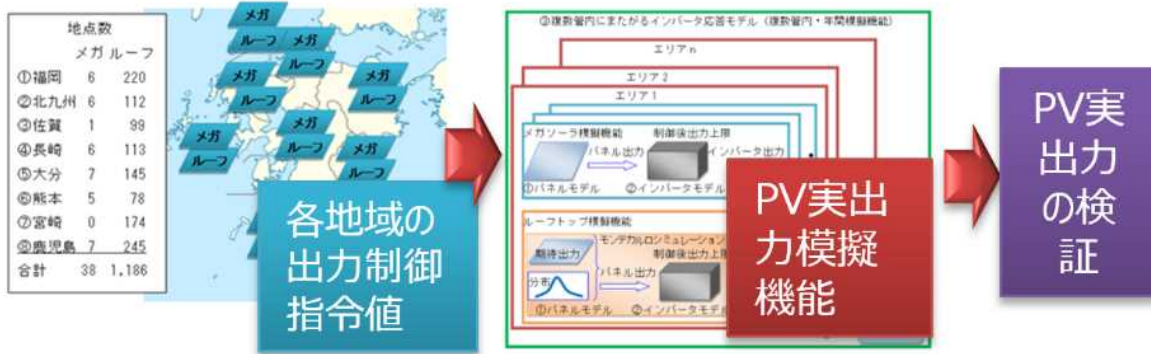 地点数
メガ ルーフ
①福岡 6 220
②北九州 6 112
③佐賀 1 99
④長崎 6 113
⑤大分 7 145
⑥熊本 5 78
⑦宮崎 0 174
⑧鹿児島 7 245
合計 38 1,186
メガ
ルーフ
メガ
ルーフ
メガ
ルーフ
メガ
ルーフ
メガ
ルーフ
メガ
ルーフ
メガ
ルーフ
各地域の
出力制御
指令値
③複数管内にまたがるインバータ応答モデル（複数管内・年間模擬機能）
エリアn
エリア2
エリア1
メガソーラ模擬機能
制御後出力上限
パネル出力
インバータ出力
①パネルモデル
②インバータモデル
ルーフトップ模擬機能
モンテカルロシミュレーション
期待出力
制御後出力上限
パネル出力
分布
①パネルモデル
②インバータモデル
PV実出
力模擬
機能
PV実
出力
の検
証